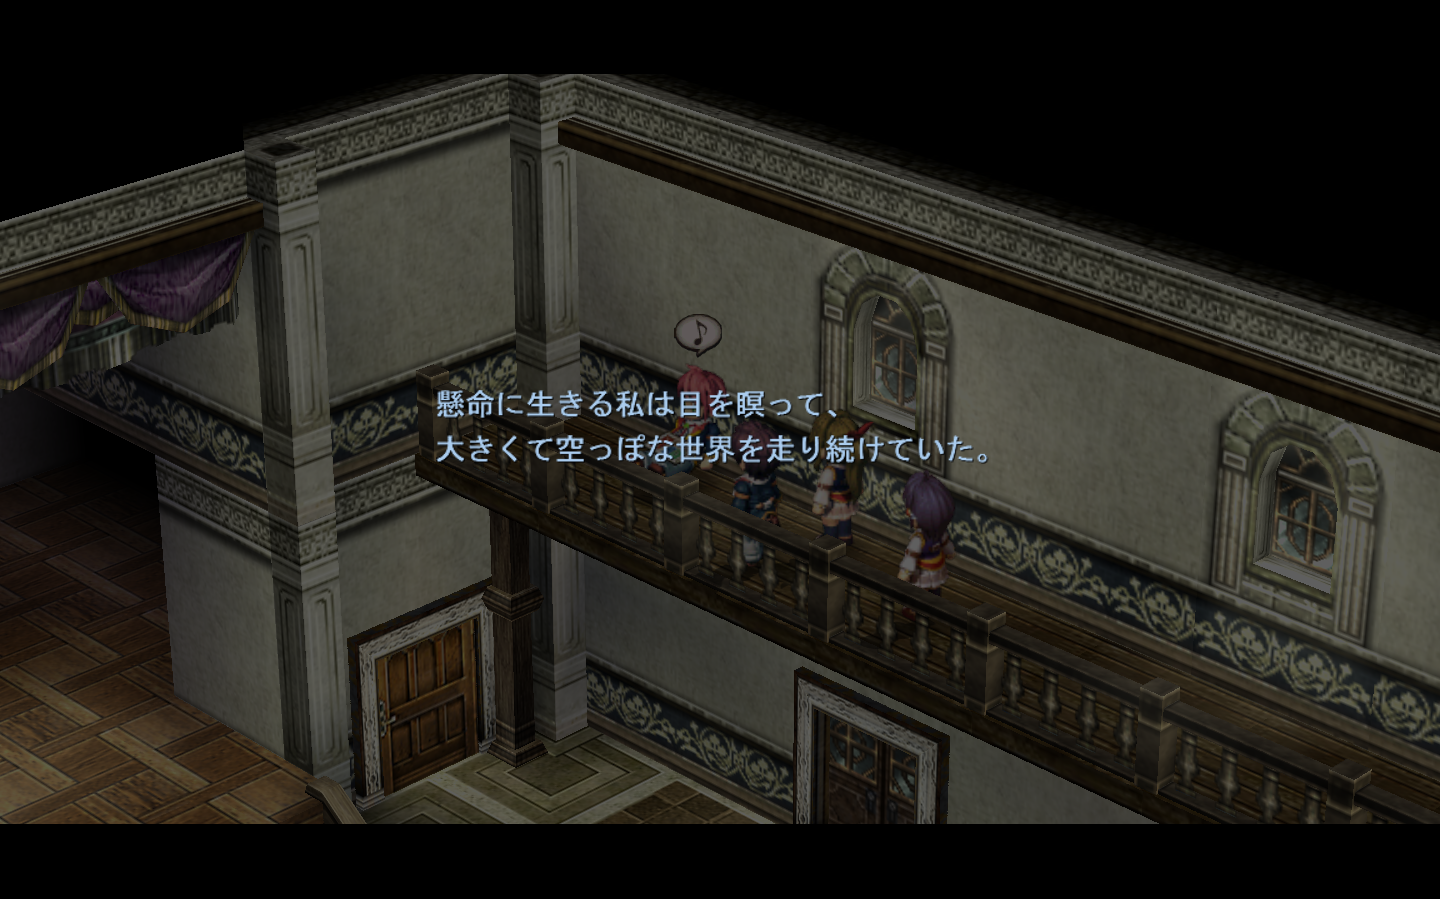 懸命に生きる私は目を瞑って、
大きくて空っぽな世界を走り続けていた。